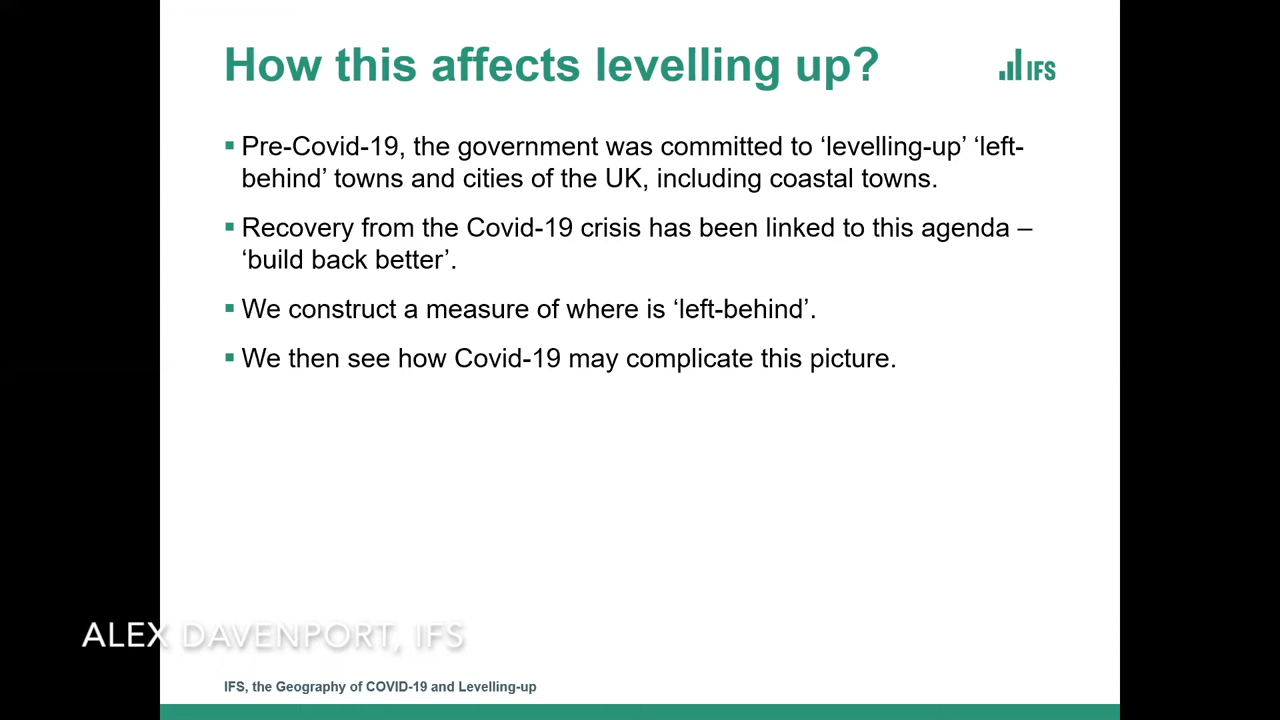 How this affects levelling up?
IFS
▪ Pre-Covid-19, the government was committed to ‘levelling-up’ ‘left-
behind’ towns and cities of the UK, including coastal towns.
▪ Recovery from the Covid-19 crisis has been linked to this agenda –
‘build back better’.
▪ We construct a measure of where is ‘left-behind’.
▪ We then see how Covid-19 may complicate this picture.
ALEX DAVENPORT, IFS
IFS, the Geography of COVID-19 and Levelling-up